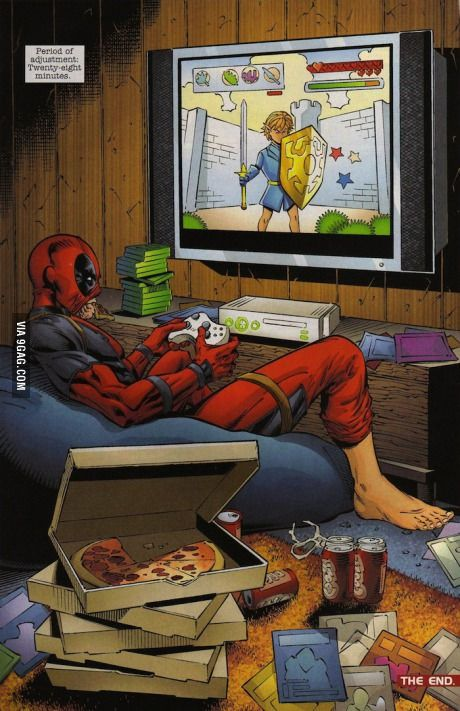 Period of
adjustment:
Twenty-eight
minutes.
VIA 9GAG.COM
THE END.